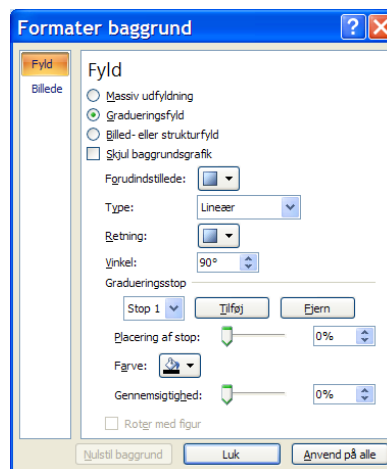 Formater baggrund
Fyld
Billede
Fyld
Massiv udfyldning
Gradueringsfyld
Billed- eller strukturfyld
Skjul baggrundsgrafik
Forudindstillede:
Type: Lineær
Retning:
Vinkel: 90°
Gradueringsstop
Stop 1 Tilføj Fjern
Placering af stop: 0%
Farve:
Gennemsigtighed: 0%
Roter med figur
Nulstil baggrund Luk Anvend på alle